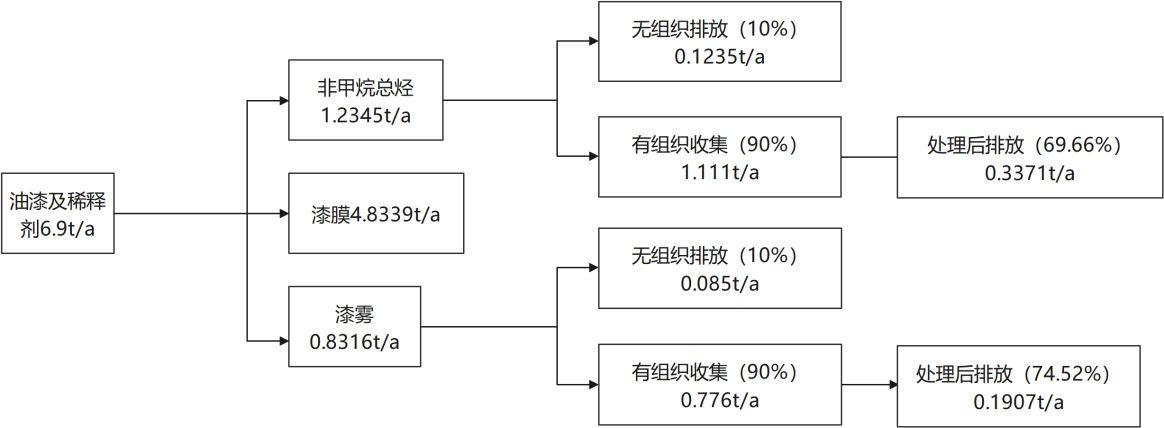 无组织排放（10%）
0.1235t/a
非甲烷总烃
1.2345t/a
有组织收集（90%）
1.111t/a
处理后排放（69.66%）
0.3371t/a
油漆及稀释
剂6.9t/a
漆膜4.8339t/a
无组织排放（10%）
0.085t/a
漆雾
0.8316t/a
有组织收集（90%）
0.776t/a
处理后排放（74.52%）
0.1907t/a